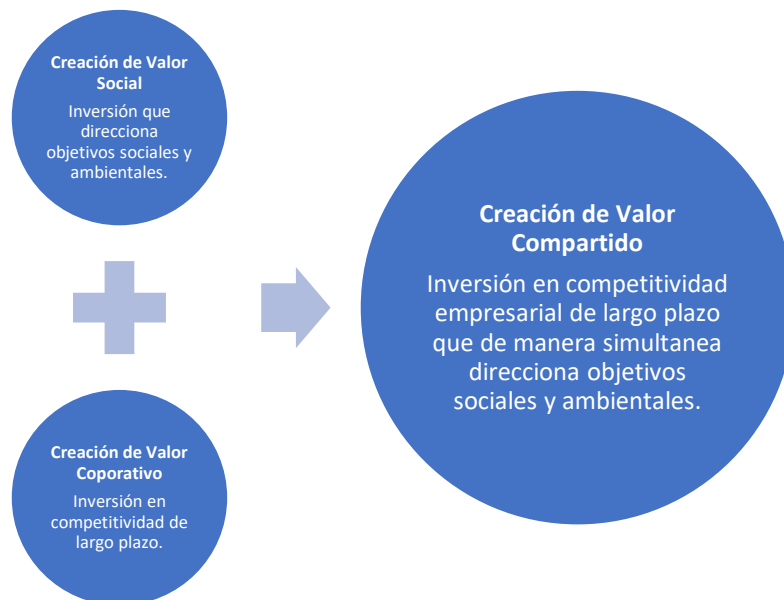 Creación de Valor
Social
Inversión que
direcciona
objetivos sociales y
ambientales.
Creación de Valor
Coporativo
Inversión en
competitividad de
largo plazo.
Creación de Valor
Compartido
Inversión en competitividad
empresarial de largo plazo
que de manera simultanea
direcciona objetivos
sociales y ambientales.